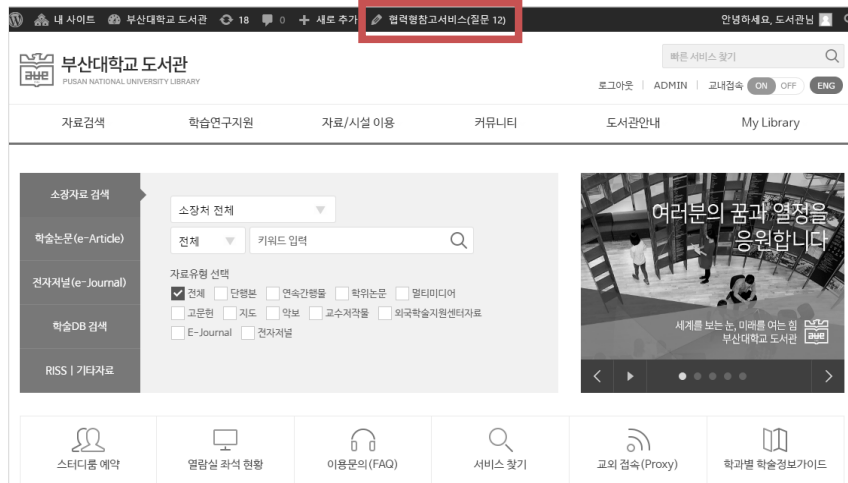 내 사이트 부산대학교 도서관 18 0 + 새로 추가 협력형참고서비스(질문 12) 안녕하세요, 도서관님
부산대학교 도서관
PUSAN NATIONAL UNIVERSITY LIBRARY
빠른 서비스 찾기
로그아웃 | ADMIN | 교내접속 ON OFF ENG
자료검색 학습연구지원 자료/시설 이용 커뮤니티 도서관안내 My Library
소장자료 검색
학술논문(e-Article)
전자저널(e-Journal)
학술DB 검색
RISS | 기타자료
소장처 전체
전체 키워드 입력
자료유형 선택
전체 단행본 연속간행물 학위논문 멀티미디어
고문헌 지도 악보 교수저작물 외국학술지원센터자료
E-Journal 전자저널
여러분의 꿈과 열정을
응원합니다
세계를 보는 눈, 미래를 여는 힘
부산대학교 도서관
스터디룸 예약 열람실 좌석 현황 이용문의(FAQ) 서비스 찾기 교외 접속(Proxy) 학과별 학술정보가이드